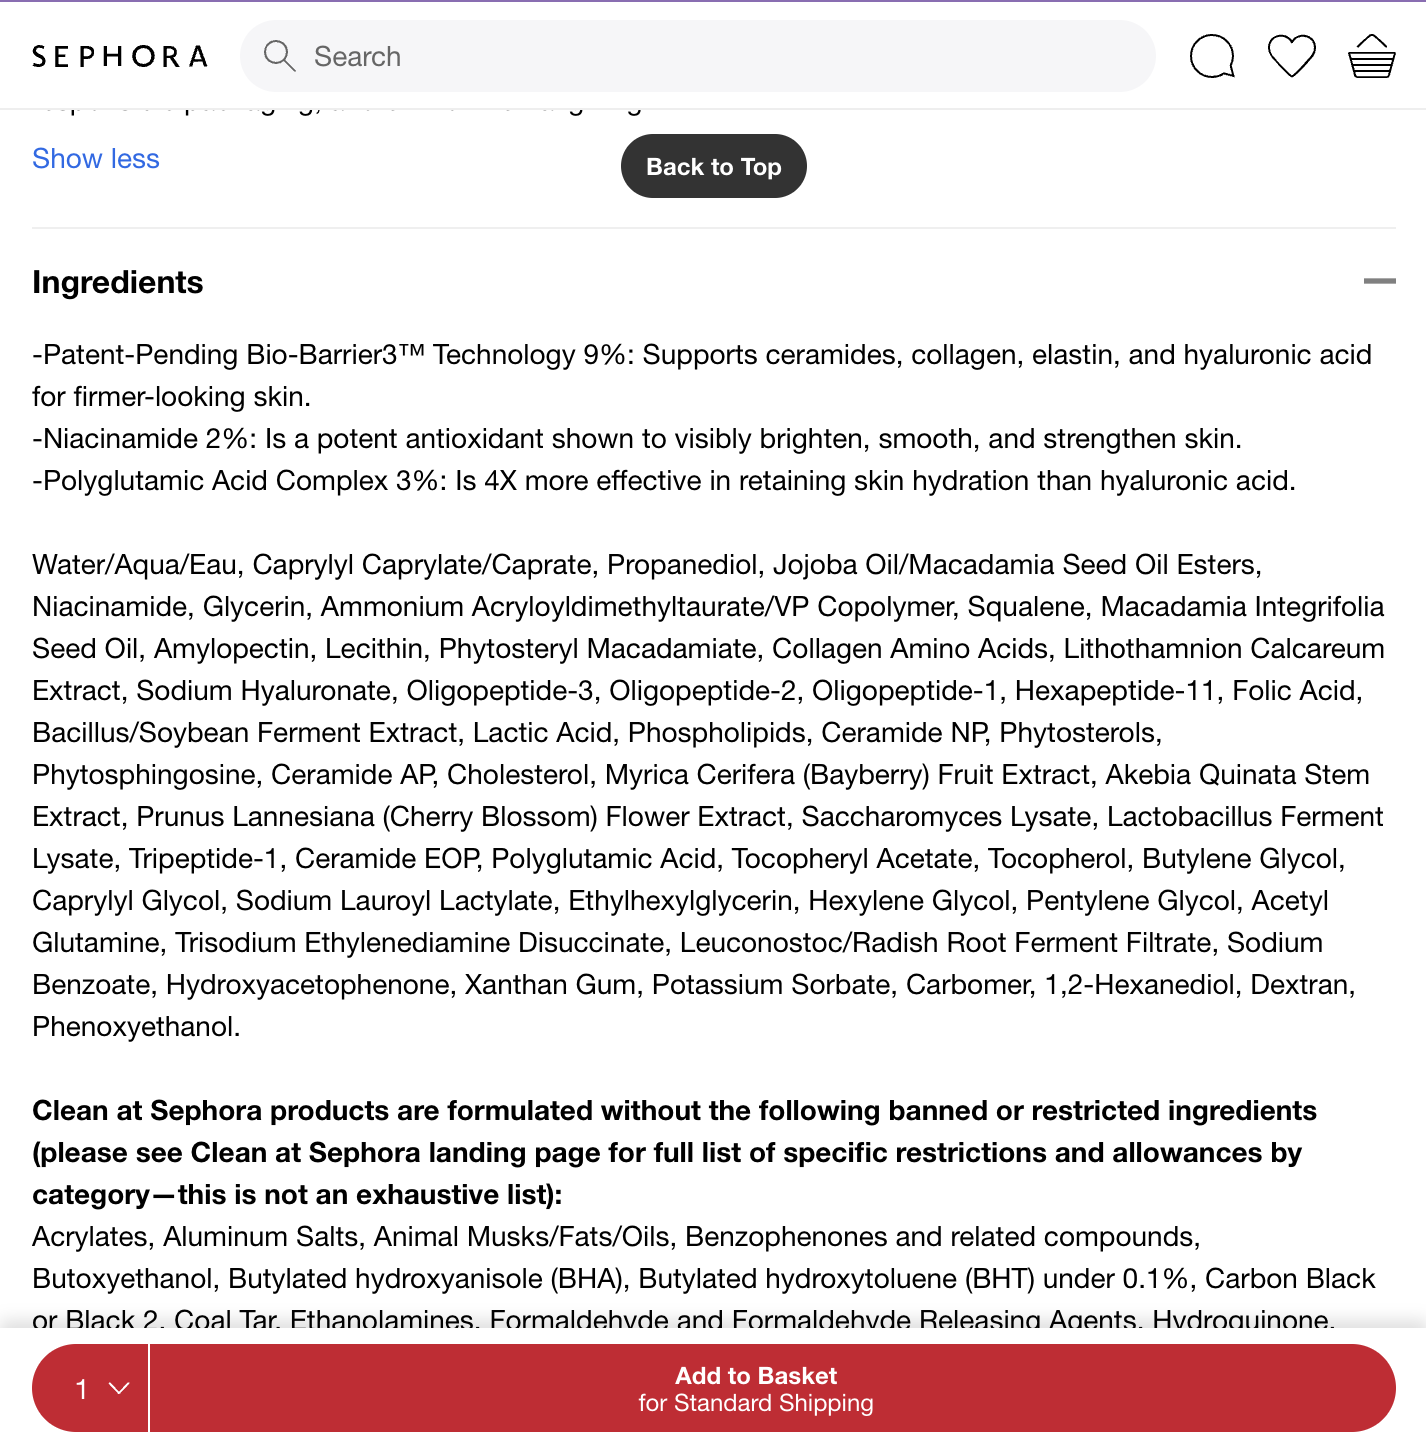 SEPHORA
Search
Show less
Back to Top
Ingredients
-Patent-Pending Bio-Barrier3™ Technology 9%: Supports ceramides, collagen, elastin, and hyaluronic acid
for firmer-looking skin.
-Niacinamide 2%: Is a potent antioxidant shown to visibly brighten, smooth, and strengthen skin.
-Polyglutamic Acid Complex 3%: Is 4X more effective in retaining skin hydration than hyaluronic acid.
Water/Aqua/Eau, Caprylyl Caprylate/Caprate, Propanediol, Jojoba Oil/Macadamia Seed Oil Esters,
Niacinamide, Glycerin, Ammonium Acryloyldimethyltaurate/VP Copolymer, Squalene, Macadamia Integrifolia
Seed Oil, Amylopectin, Lecithin, Phytosteryl Macadamiate, Collagen Amino Acids, Lithothamnion Calcareum
Extract, Sodium Hyaluronate, Oligopeptide-3, Oligopeptide-2, Oligopeptide-1, Hexapeptide-11, Folic Acid,
Bacillus/Soybean Ferment Extract, Lactic Acid, Phospholipids, Ceramide NP, Phytosterols,
Phytosphingosine, Ceramide AP, Cholesterol, Myrica Cerifera (Bayberry) Fruit Extract, Akebia Quinata Stem
Extract, Prunus Lannesiana (Cherry Blossom) Flower Extract, Saccharomyces Lysate, Lactobacillus Ferment
Lysate, Tripeptide-1, Ceramide EOP, Polyglutamic Acid, Tocopheryl Acetate, Tocopherol, Butylene Glycol,
Caprylyl Glycol, Sodium Lauroyl Lactylate, Ethylhexylglycerin, Hexylene Glycol, Pentylene Glycol, Acetyl
Glutamine, Trisodium Ethylenediamine Disuccinate, Leuconostoc/Radish Root Ferment Filtrate, Sodium
Benzoate, Hydroxyacetophenone, Xanthan Gum, Potassium Sorbate, Carbomer, 1,2-Hexanediol, Dextran,
Phenoxyethanol.
Clean at Sephora products are formulated without the following banned or restricted ingredients
(please see Clean at Sephora landing page for full list of specific restrictions and allowances by
category—this is not an exhaustive list):
Acrylates, Aluminum Salts, Animal Musks/Fats/Oils, Benzophenones and related compounds,
Butoxyethanol, Butylated hydroxyanisole (BHA), Butylated hydroxytoluene (BHT) under 0.1%, Carbon Black
or Black 2, Coal Tar, Ethanolamines, Formaldehyde and Formaldehyde Releasing Agents, Hydroquinone,
1
Add to Basket
for Standard Shipping